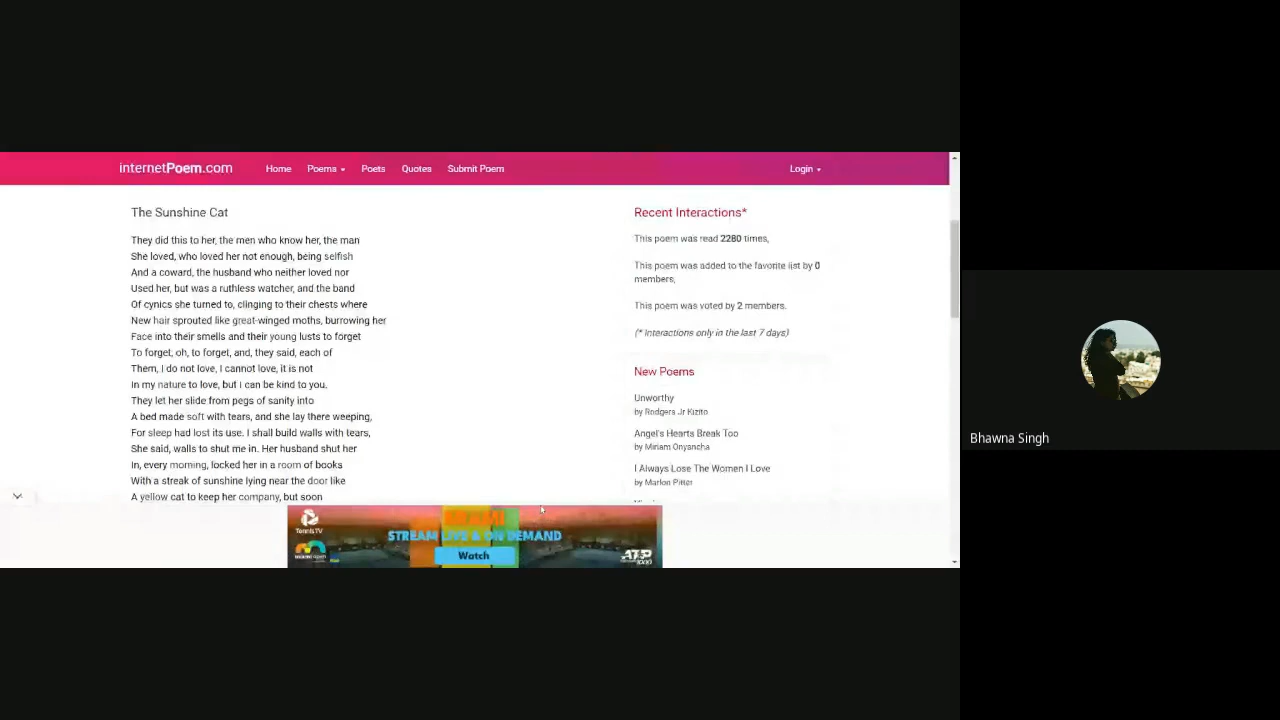 internetPoem.com
Home
Poems
Poets
Quotes
Submit Poem
Login
The Sunshine Cat
They did this to her, the men who know her, the man
She loved, who loved her not enough, being selfish
And a coward, the husband who neither loved nor
Used her, but was a ruthless watcher, and the band
Of cynics she turned to, clinging to their chests where
New hair sprouted like great-winged moths, burrowing her
Face into their smells and their young lusts to forget
To forget, oh, to forget, and, they said, each of
Them, I do not love, I cannot love, it is not
In my nature to love, but I can be kind to you.
They let her slide from pegs of sanity into
A bed made soft with tears, and she lay there weeping,
For sleep had lost its use. I shall build walls with tears,
She said, walls to shut me in. Her husband shut her
In, every morning, locked her in a room of books
With a streak of sunshine lying near the door like
A yellow cat to keep her company, but soon
Recent Interactions*
This poem was read 2280 times,
This poem was added to the favorite list by 0
members,
This poem was voted by 2 members.
(* Interactions only in the last 7 days)
New Poems
Unworthy
by Rodgers Jr Kizito
Angel's Hearts Break Too
by Miriam Onyancha
I Always Lose The Women I Love
by Marlon Pitter
TennisTV
MIAMI
STREAM LIVE & ON DEMAND
Watch
ATP
1000
Bhawna Singh